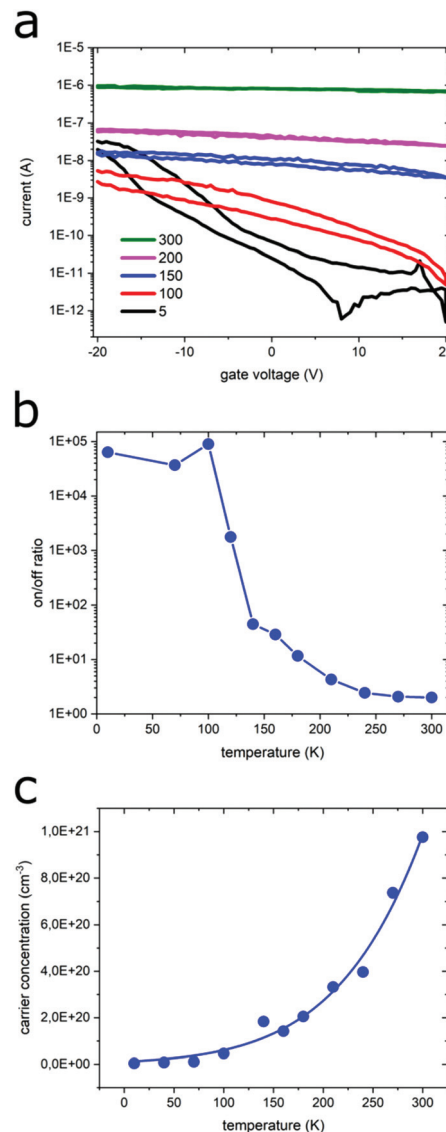 a
1E-5
1E-6
1E-7
1E-8
1E-9
1E-10
1E-11
1E-12
current (A)
300
200
150
100
5
-20
-10
0
10
20
gate voltage (V)
b
1E+05
1E+04
1E+03
1E+02
1E+01
1E+00
on/off ratio
0
50
100
150
200
250
300
temperature (K)
c
1,0E+21
8,0E+20
6,0E+20
4,0E+20
2,0E+20
0,0E+00
carrier concentration (cm-3)
0
50
100
150
200
250
300
temperature (K)